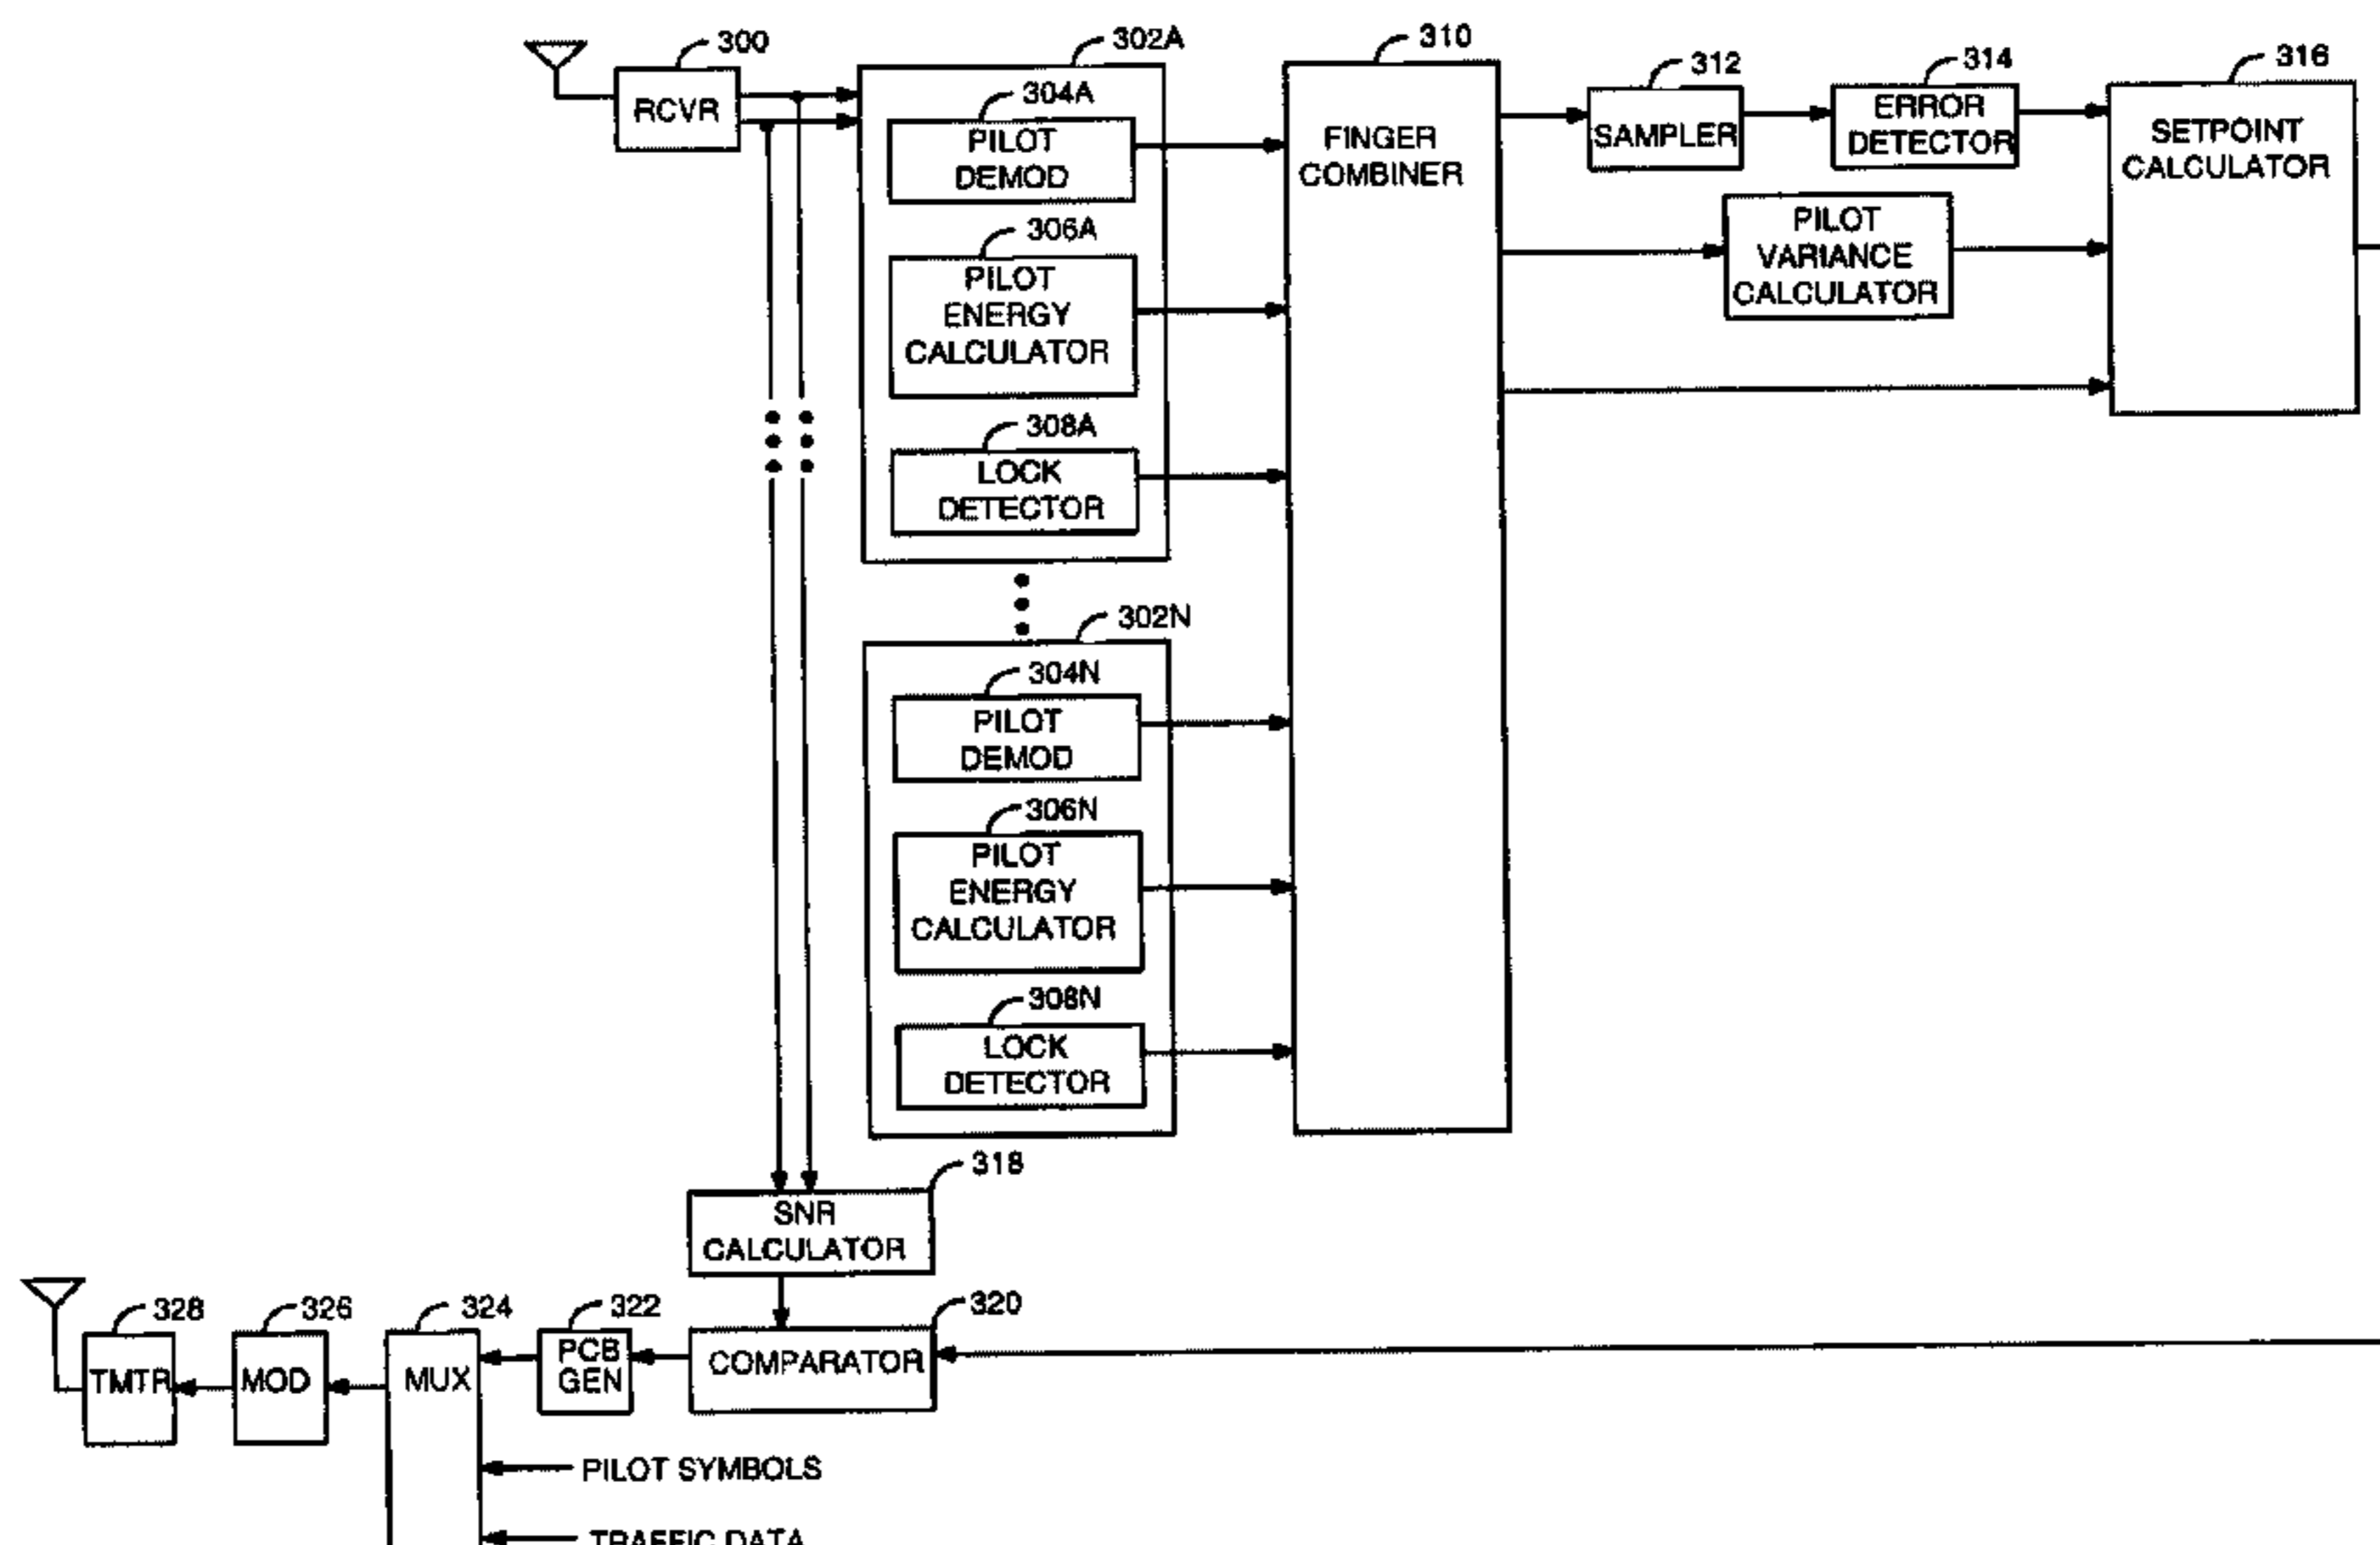 300
RCVR
302A
304A
PILOT
DEMOD
306A
PILOT
ENERGY
CALCULATOR
308A
LOCK
DETECTOR
302N
304N
PILOT
DEMOD
306N
PILOT
ENERGY
CALCULATOR
308N
LOCK
DETECTOR
310
FINGER
COMBINER
312
SAMPLER
314
ERROR
DETECTOR
PILOT
VARIANCE
CALCULATOR
316
SETPOINT
CALCULATOR
318
SNR
CALCULATOR
320
COMPARATOR
322
PCB
GEN
324
MUX
326
MOD
328
TMTR
PILOT SYMBOLS
TRAFFIC DATA